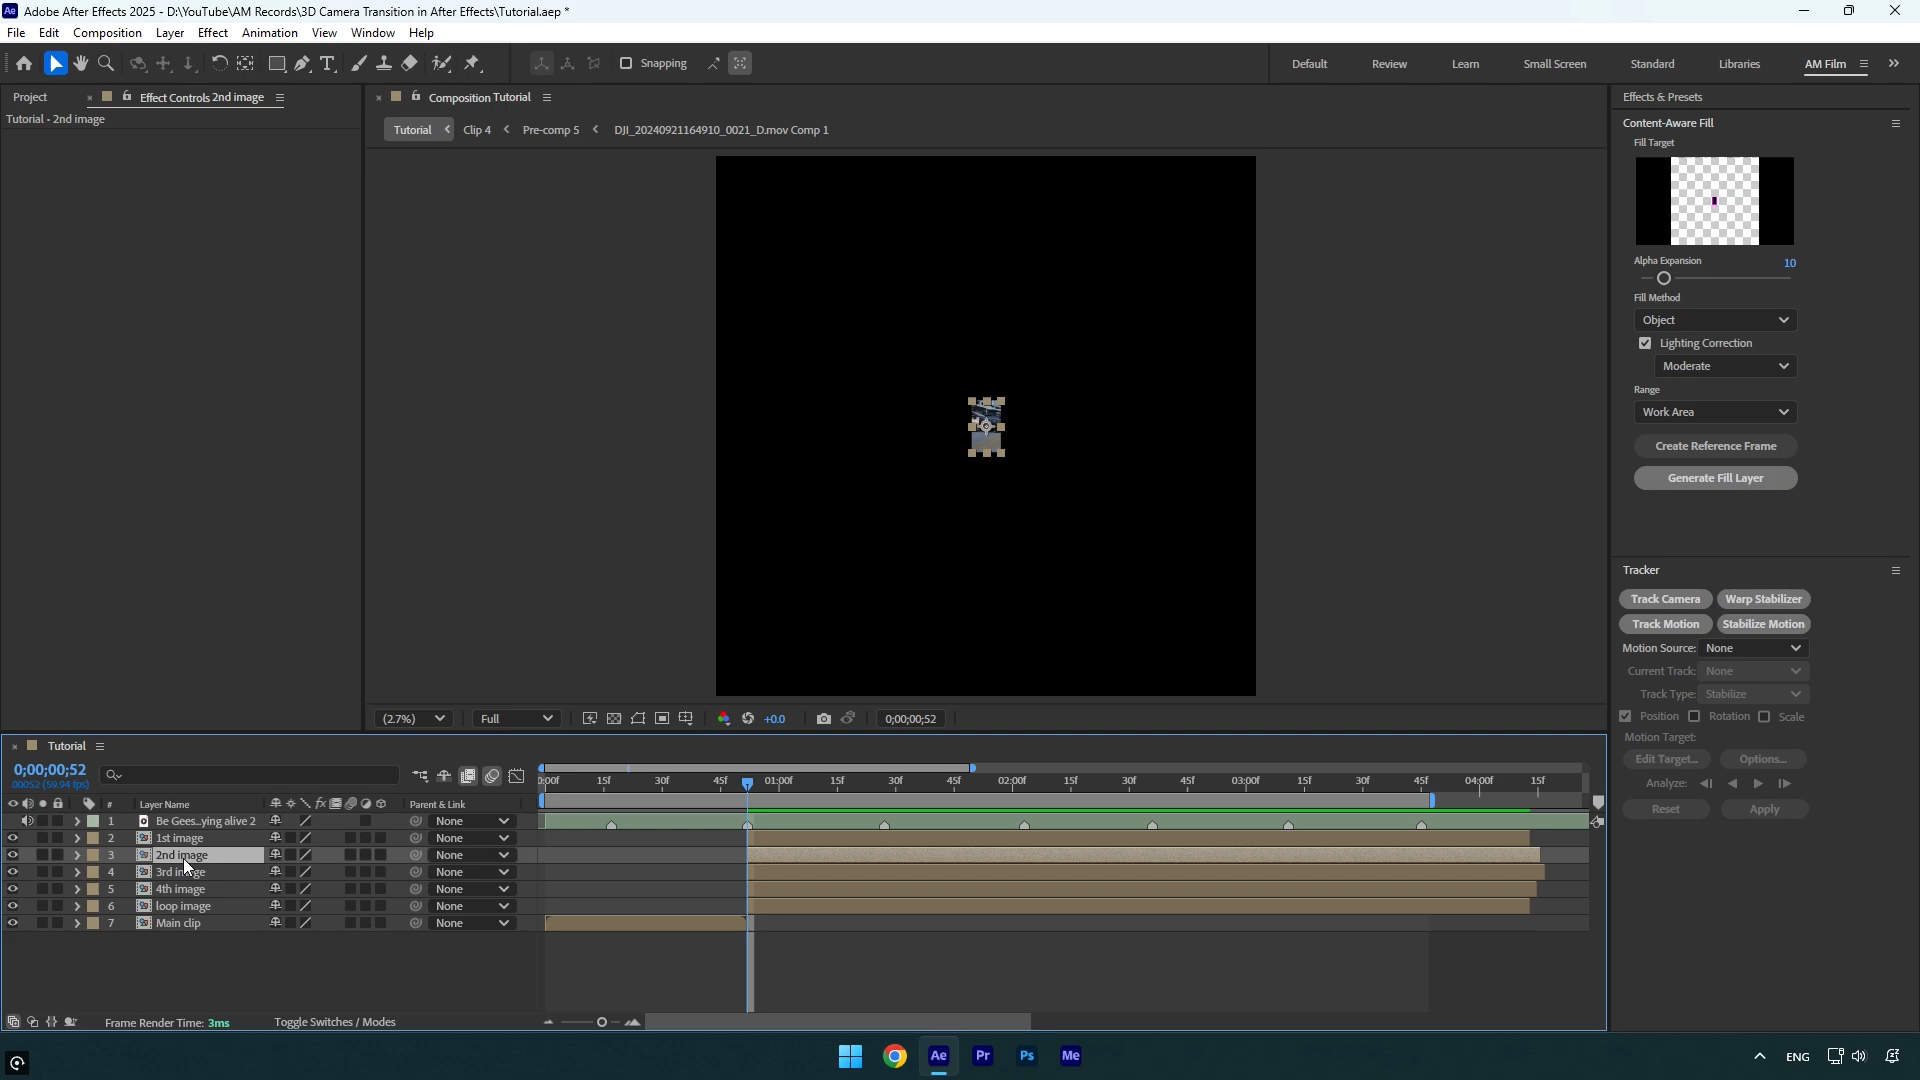 Adobe After Effects 2025 - D:\YouTube\AM Records\3D Camera Transition in After Effects\Tutorial.aep *
File Edit Composition Layer Effect Animation View Window Help
Snapping Default Review Learn Small Screen Standard Libraries AM Film
Project Effect Controls 2nd image
Tutorial • 2nd image
Composition Tutorial
Tutorial Clip 4 Pre-comp 5 DJI_20240921164910_0021_D.mov Comp 1
(2.7%) Full +0.0 0;00;00;52
Effects & Presets
Content-Aware Fill
Fill Target
Alpha Expansion 10
Fill Method
Object
Lighting Correction
Moderate
Range
Work Area
Create Reference Frame
Generate Fill Layer
Tracker
Track Camera Warp Stabilizer
Track Motion Stabilize Motion
Motion Source: None
Current Track: None
Track Type: Stabilize
Position Rotation Scale
Motion Target:
Edit Target... Options...
Analyze:
Reset Apply
Tutorial
0;00;00;52
00052 (59.94 fps)
0:00f 15f 30f 45f 01:00f 15f 30f 45f 02:00f 15f 30f 45f 03:00f 15f 30f 45f 04:00f 15f
# Layer Name Parent & Link
1 Be Gees...ying alive 2 None
2 1st image None
3 2nd image None
4 3rd image None
5 4th image None
6 loop image None
7 Main clip None
Frame Render Time: 3ms Toggle Switches / Modes
Ae Pr Ps Me ENG